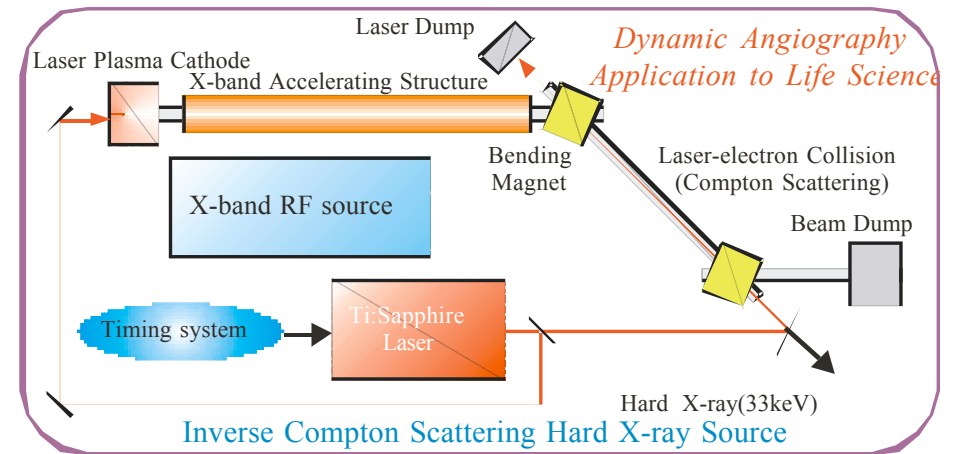 Laser Dump
Dynamic Angiography
Application to Life Science
Laser Plasma Cathode
X-band Accelerating Structure
Bending
Magnet
Laser-electron Collision
(Compton Scattering)
X-band RF source
Beam Dump
Timing system
Ti:Sapphire
Laser
Hard X-ray(33keV)
Inverse Compton Scattering Hard X-ray Source